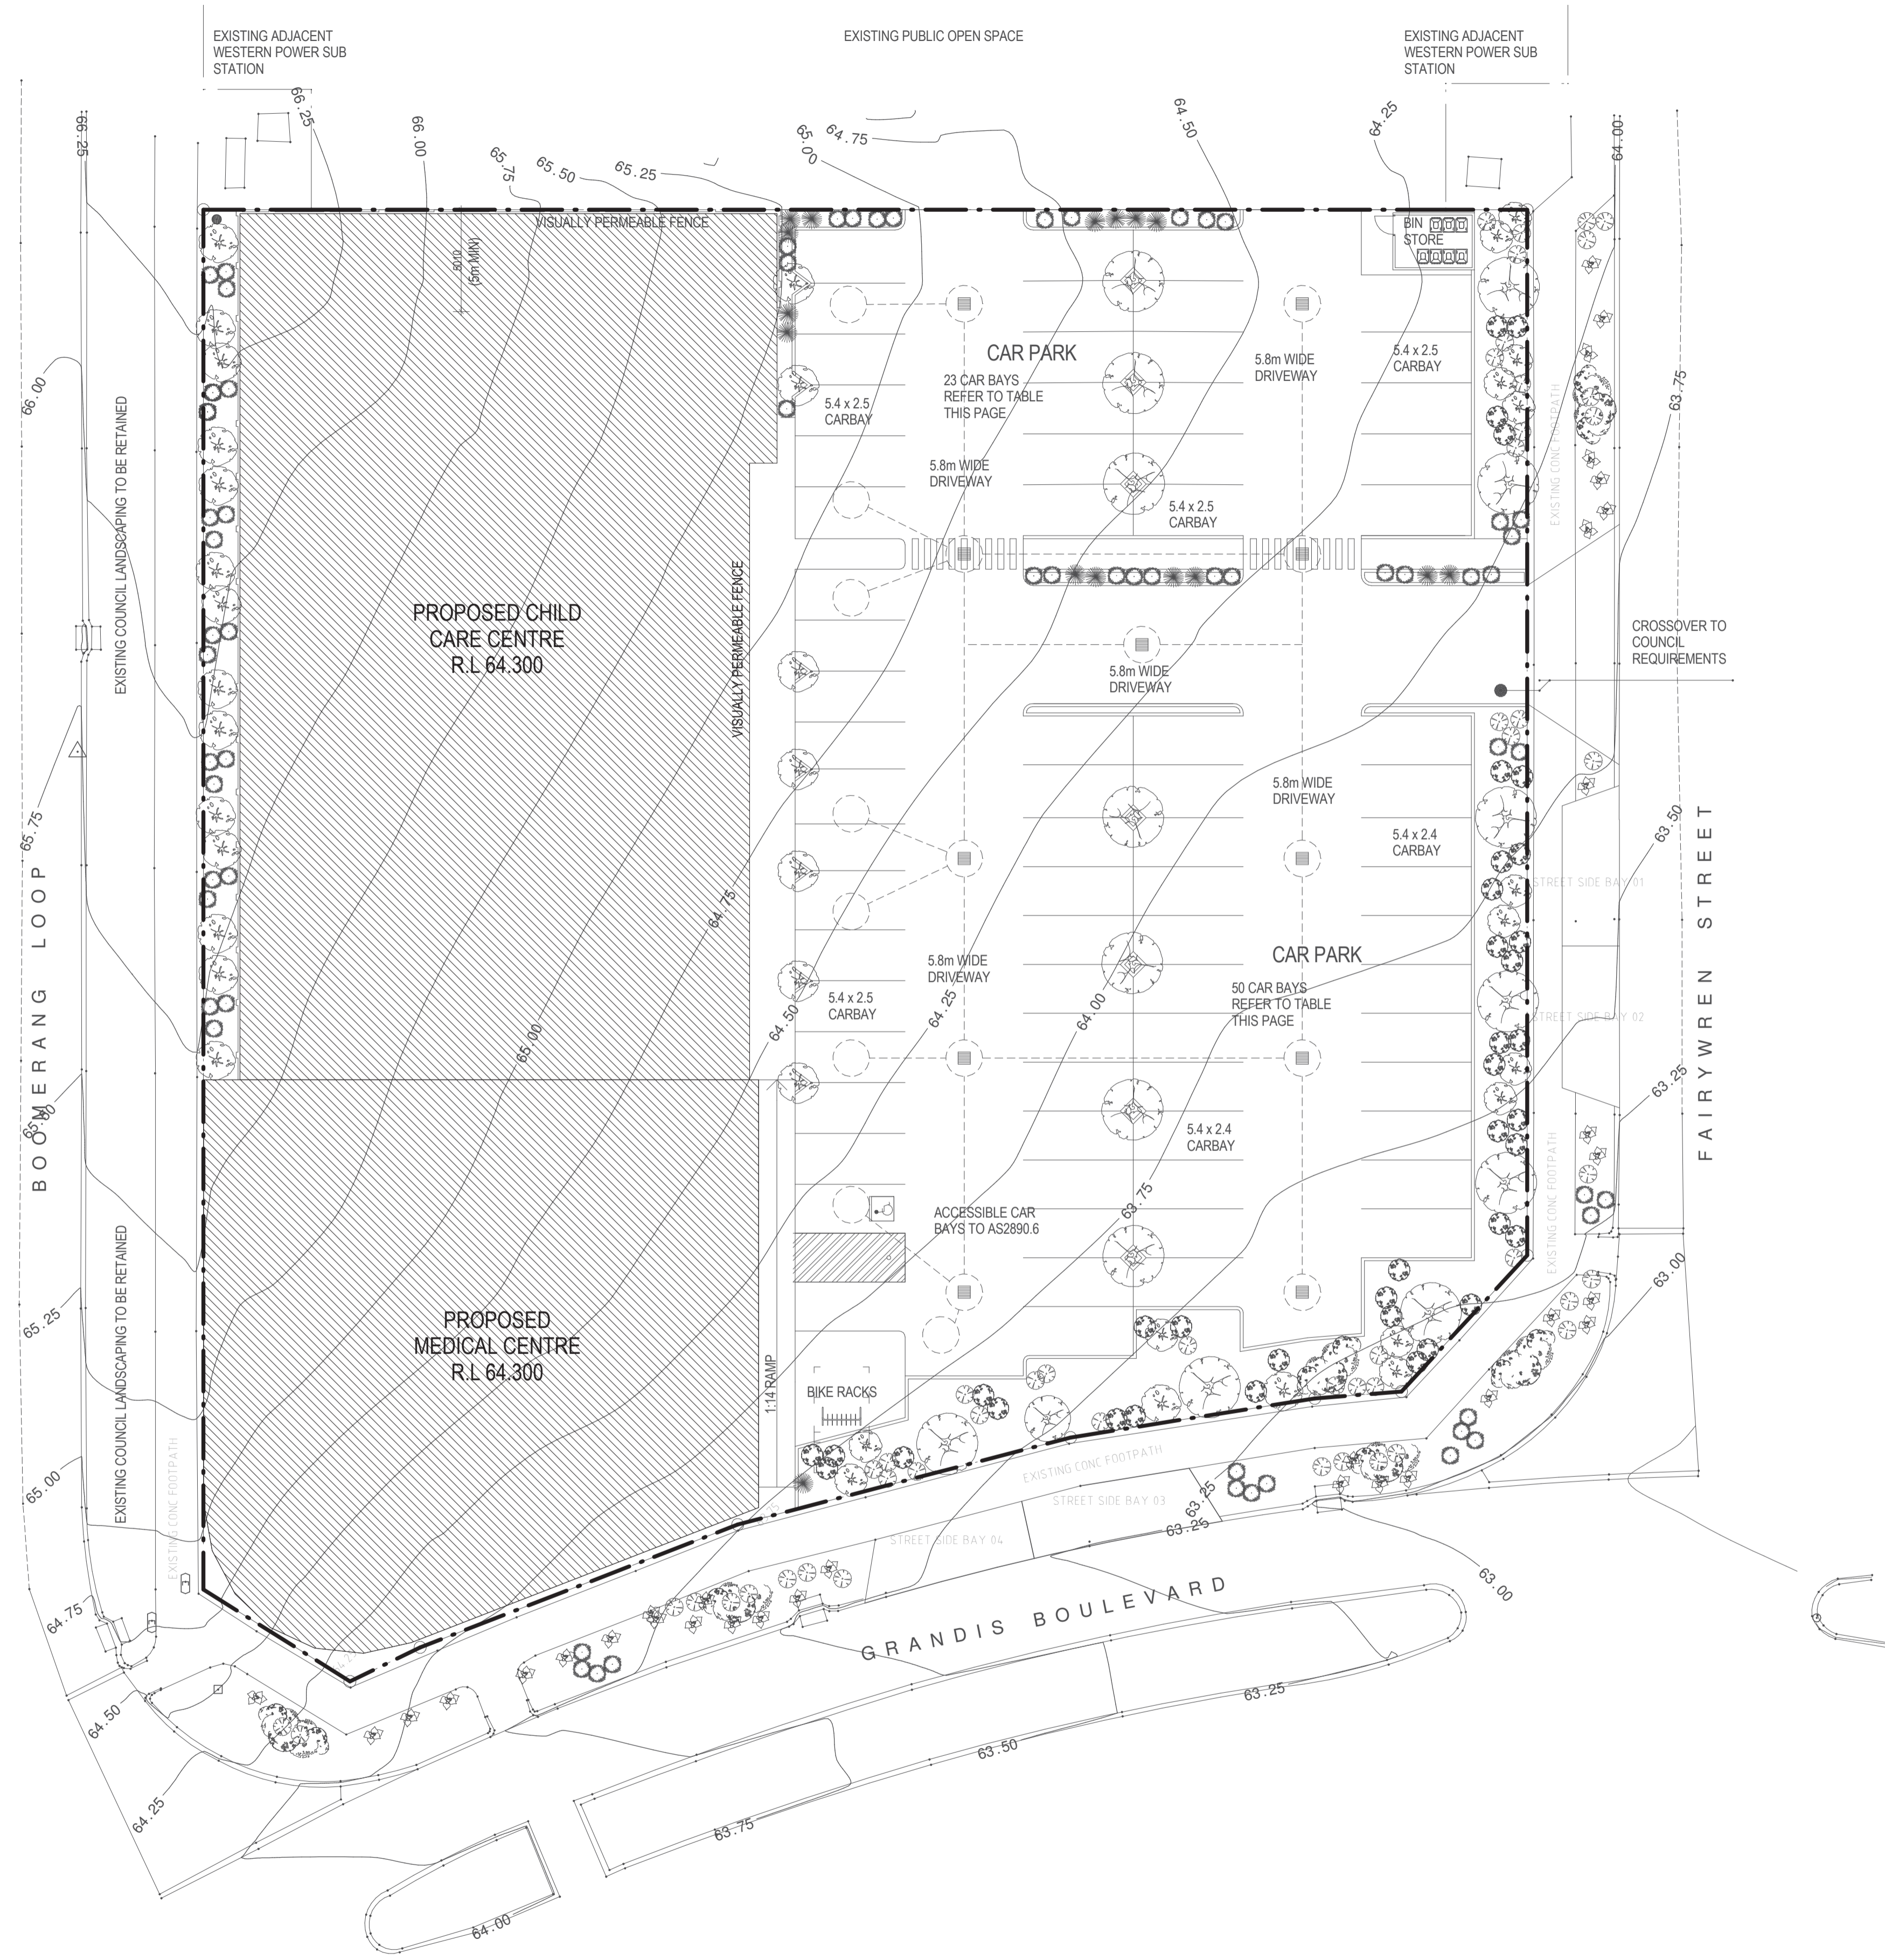 EXISTING ADJACENT
WESTERN POWER SUB
STATION
EXISTING PUBLIC OPEN SPACE
EXISTING ADJACENT
WESTERN POWER SUB
STATION
66.25
66.25
66.00
65.75
65.50
65.25
65.00
64.75
64.50
64.25
64.00
VISUALLY PERMEABLE FENCE
5010
(5m MIN)
BIN
STORE
CAR PARK
23 CAR BAYS
REFER TO TABLE
THIS PAGE
5.8m WIDE
DRIVEWAY
5.4 x 2.5
CARBAY
5.4 x 2.5
CARBAY
5.8m WIDE
DRIVEWAY
5.4 x 2.5
CARBAY
66.00
EXISTING COUNCIL LANDSCAPING TO BE RETAINED
EXISTING CONC FOOTPATH
63.75
PROPOSED CHILD
CARE CENTRE
R.L 64.300
VISUALLY PERMEABLE FENCE
CROSSOVER TO
COUNCIL
REQUIREMENTS
5.8m WIDE
DRIVEWAY
5.8m WIDE
DRIVEWAY
5.4 x 2.4
CARBAY
65.75
63.50
BOOMERANG LOOP
FAIRYWREN STREET
STREET SIDE BAY 01
64.75
5.8m WIDE
DRIVEWAY
CAR PARK
50 CAR BAYS
REFER TO TABLE
THIS PAGE
5.4 x 2.5
CARBAY
64.25
64.00
64.50
65.00
STREET SIDE BAY 02
65.50
63.25
5.4 x 2.4
CARBAY
63.75
ACCESSIBLE CAR
BAYS TO AS2890.6
EXISTING CONC FOOTPATH
63.00
EXISTING COUNCIL LANDSCAPING TO BE RETAINED
65.25
PROPOSED
MEDICAL CENTRE
R.L 64.300
1:14 RAMP
BIKE RACKS
EXISTING CONC FOOTPATH
65.00
EXISTING CONC FOOTPATH
STREET SIDE BAY 03
63.25
63.25
STREET SIDE BAY 04
63.00
64.75
GRANDIS BOULEVARD
64.50
63.25
63.50
64.25
63.75
64.00